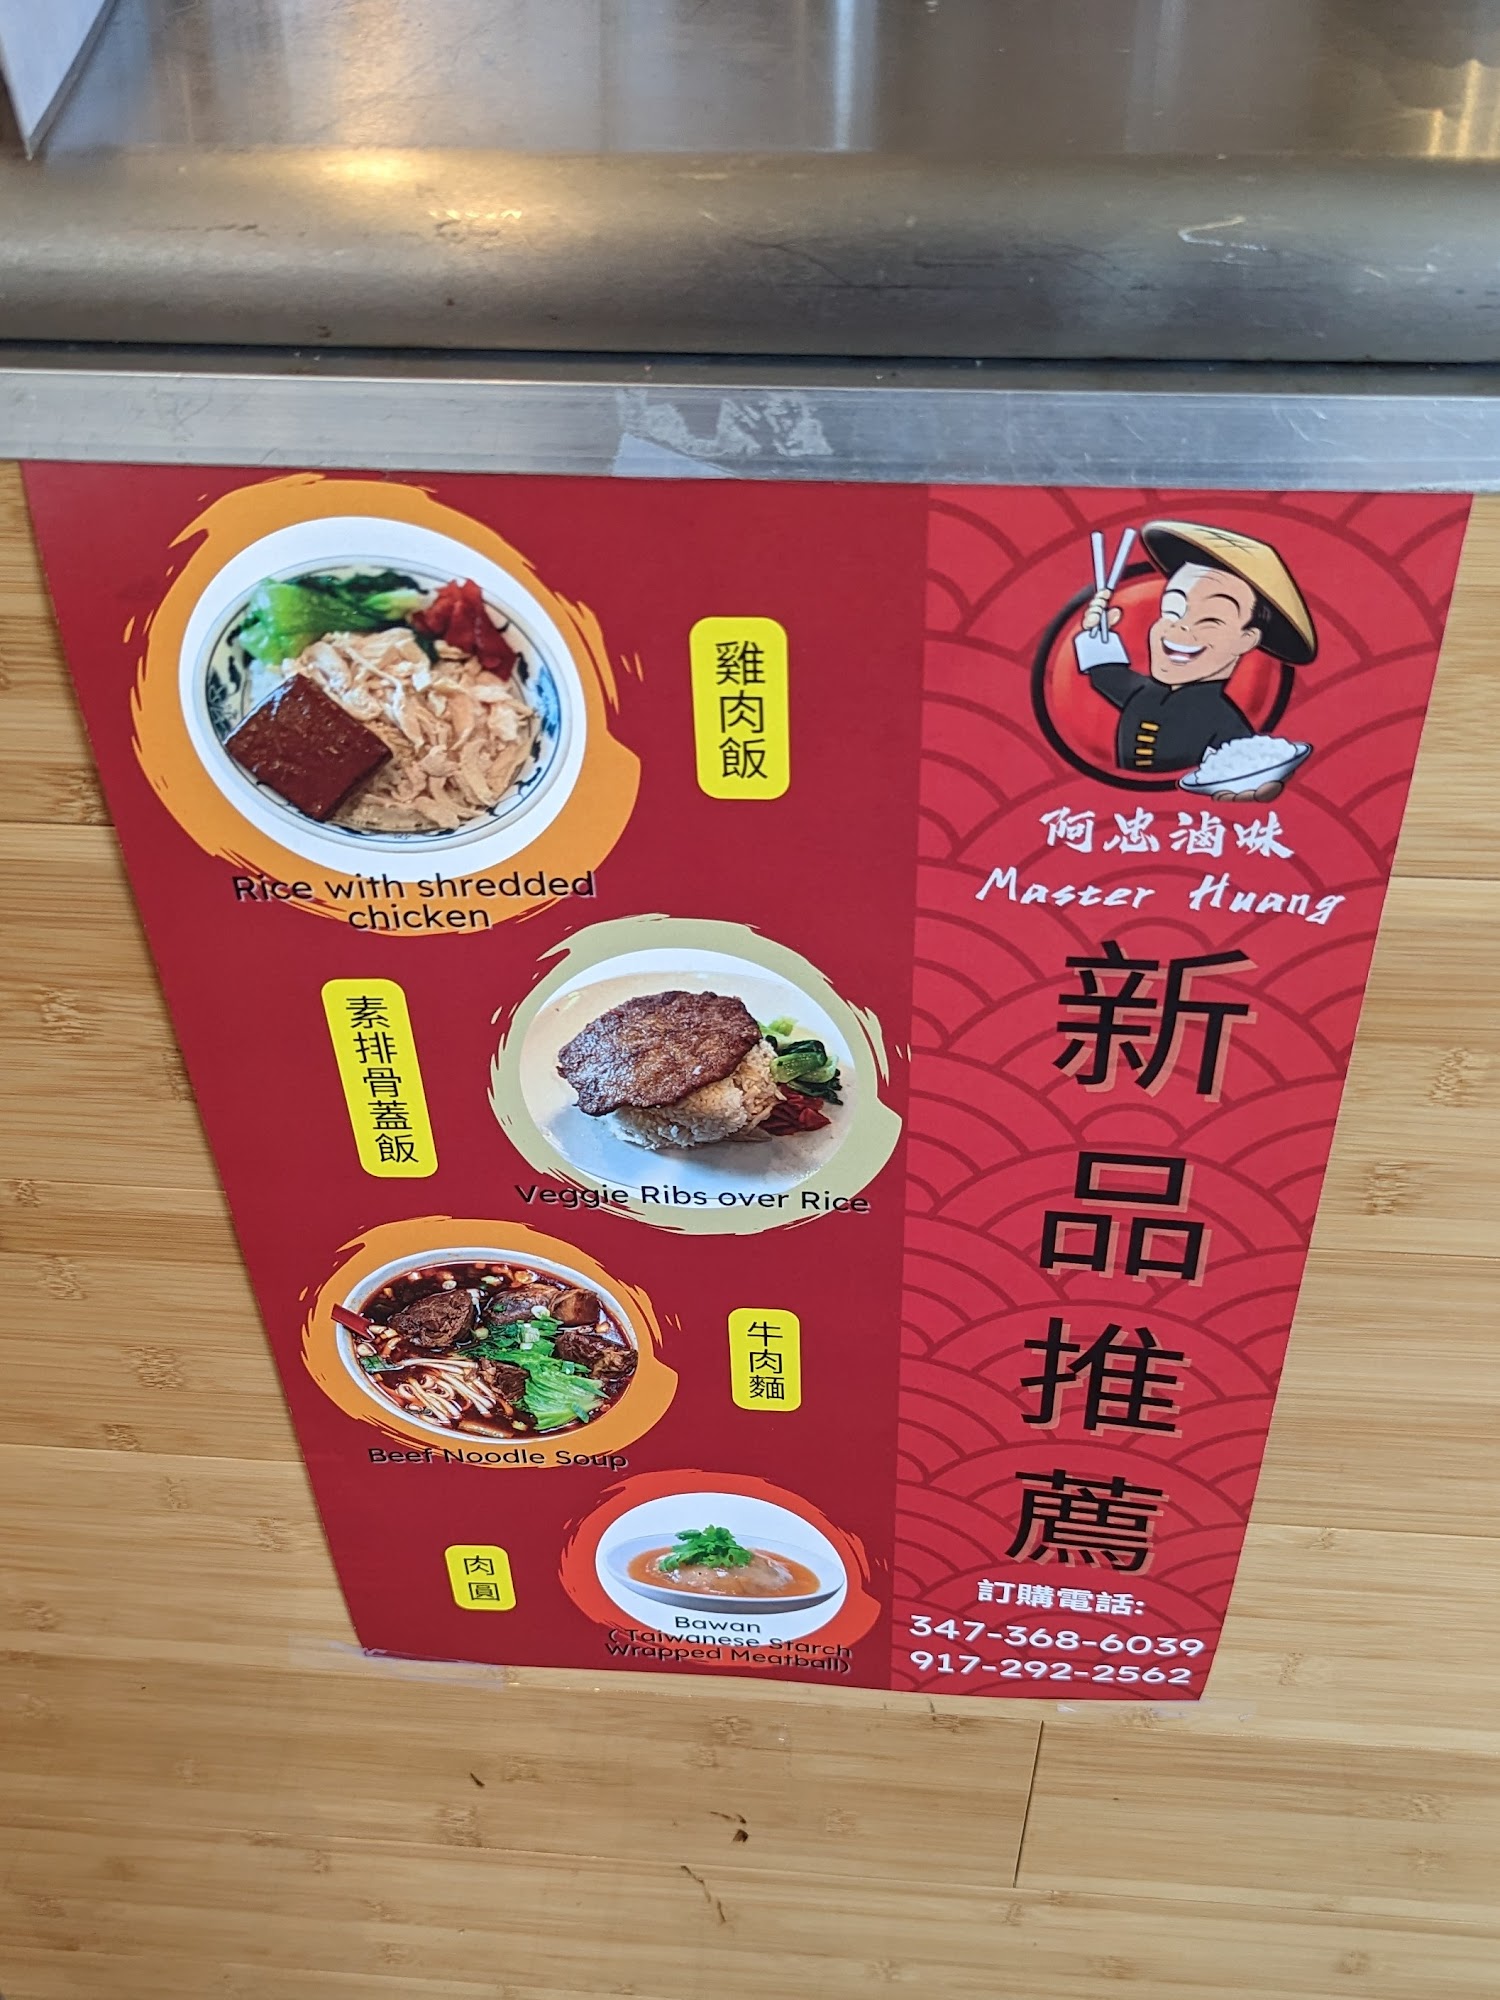 雞肉飯
Rice with shredded
chicken
素排骨蓋飯
Veggie Ribs over Rice
牛肉麵
Beef Noodle Soup
肉圓
Bawan
( Taiwanese Starch
Wrapped Meatball)
阿忠滷味
Master Huang
新品推薦
訂購電話:
347-368-6039
917-292-2562